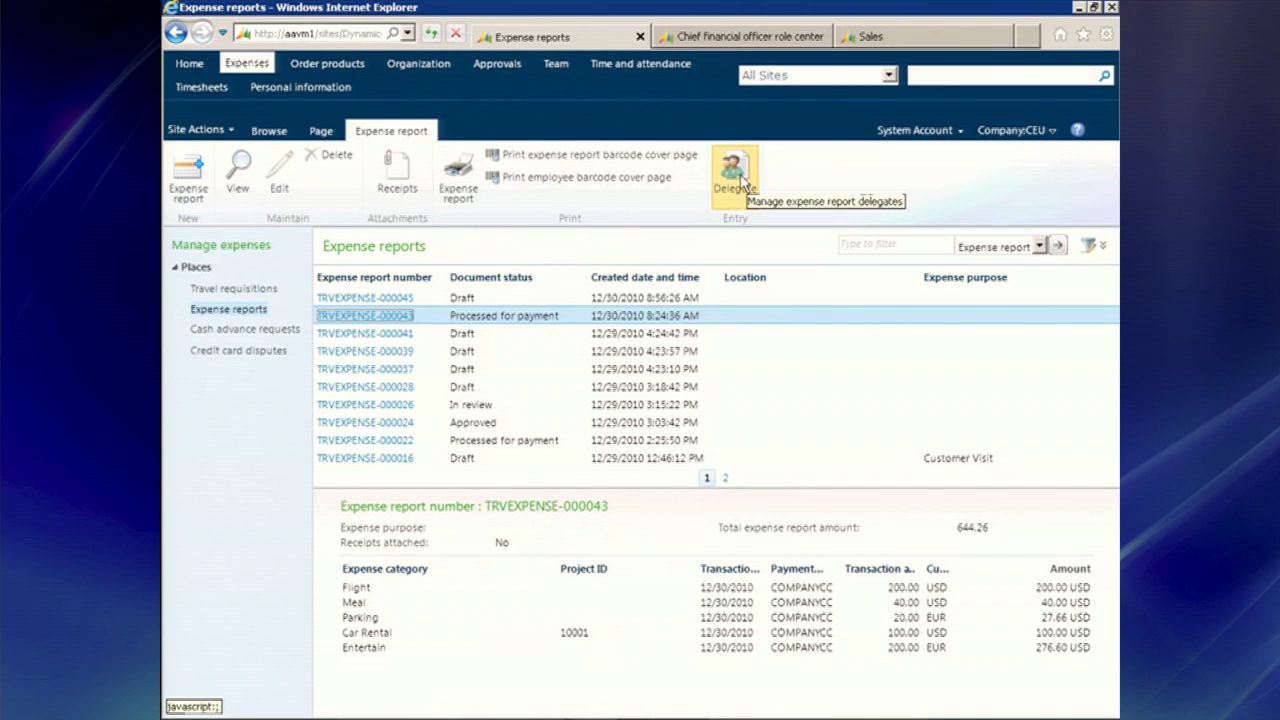 Expense reports - Windows Internet Explorer
http://aavm1/sites/Dynamic
Expense reports
Chief financial officer role center
Sales
Home Expenses Order products Organization Approvals Team Time and attendance
All Sites
Timesheets Personal information
Site Actions Browse Page Expense report System Account Company:CEU
Expense report
View
Edit
Delete
Receipts
Expense report
Print expense report barcode cover page
Print employee barcode cover page
Delegate
Manage expense report delegates
New Maintain Attachments Print Entry
Manage expenses
Places
Travel requisitions
Expense reports
Cash advance requests
Credit card disputes
Expense reports
Type to filter
Expense report
Expense report number Document status Created date and time Location Expense purpose
TRVEXPENSE-000045 Draft 12/30/2010 8:56:26 AM
TRVEXPENSE-000043 Processed for payment 12/30/2010 8:24:36 AM
TRVEXPENSE-000041 Draft 12/29/2010 4:24:42 PM
TRVEXPENSE-000039 Draft 12/29/2010 4:23:57 PM
TRVEXPENSE-000037 Draft 12/29/2010 4:23:10 PM
TRVEXPENSE-000028 Draft 12/29/2010 3:18:42 PM
TRVEXPENSE-000026 In review 12/29/2010 3:15:22 PM
TRVEXPENSE-000024 Approved 12/29/2010 3:03:42 PM
TRVEXPENSE-000022 Processed for payment 12/29/2010 2:25:50 PM
TRVEXPENSE-000016 Draft 12/29/2010 12:46:12 PM Customer Visit
1 2
Expense report number : TRVEXPENSE-000043
Expense purpose: Total expense report amount: 644.26
Receipts attached: No
Expense category Project ID Transactio... Payment... Transaction a.. Cu... Amount
Flight 12/30/2010 COMPANYCC 200.00 USD 200.00 USD
Meal 12/30/2010 COMPANYCC 40.00 USD 40.00 USD
Parking 12/30/2010 COMPANYCC 20.00 EUR 27.66 USD
Car Rental 10001 12/30/2010 COMPANYCC 100.00 USD 100.00 USD
Entertain 12/30/2010 COMPANYCC 200.00 EUR 276.60 USD
javascript:;